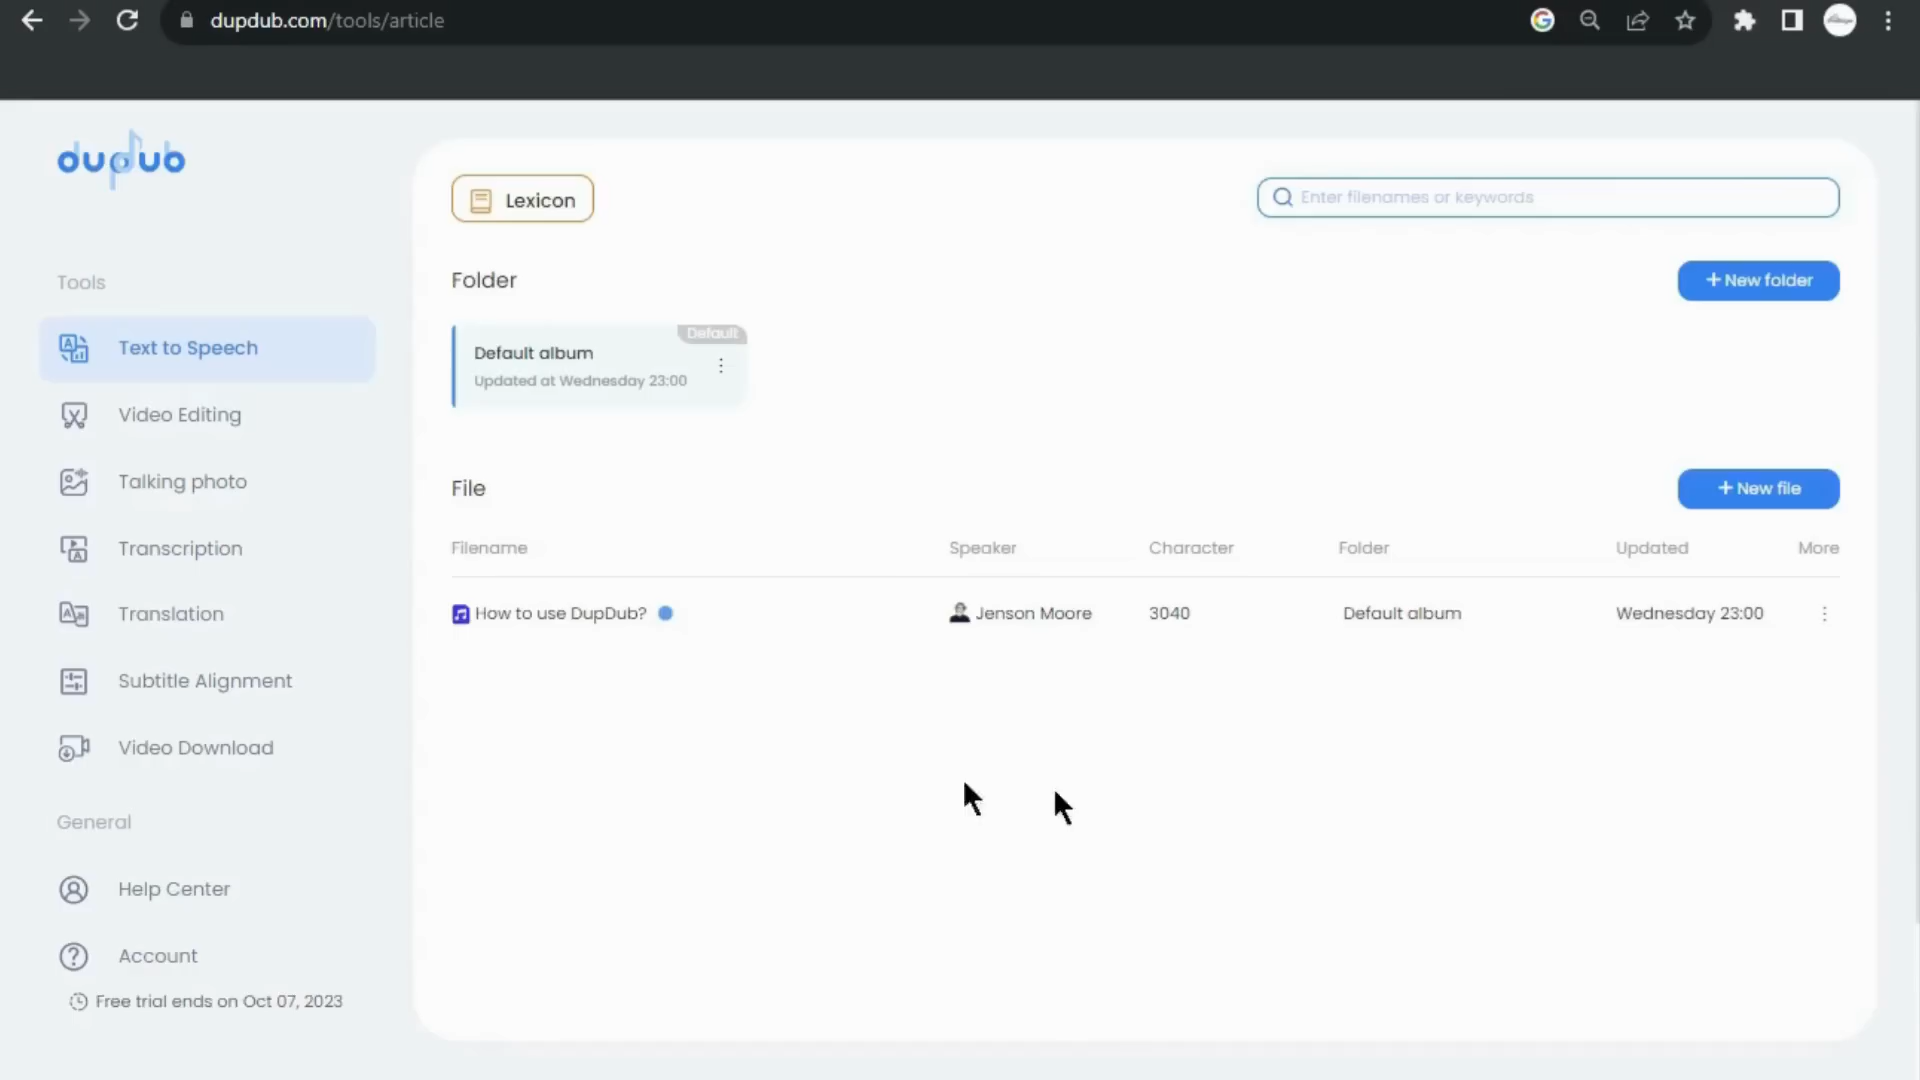 dupdub.com/tools/article
dupdub
Lexicon
Enter filenames or keywords
Tools
Folder
+ New folder
Text to Speech
Default
Default album
Updated at Wednesday 23:00
Video Editing
Talking photo
File
+ New file
Transcription
Filename Speaker Character Folder Updated More
Translation
How to use DupDub? Jenson Moore 3040 Default album Wednesday 23:00
Subtitle Alignment
Video Download
General
Help Center
Account
Free trial ends on Oct 07, 2023